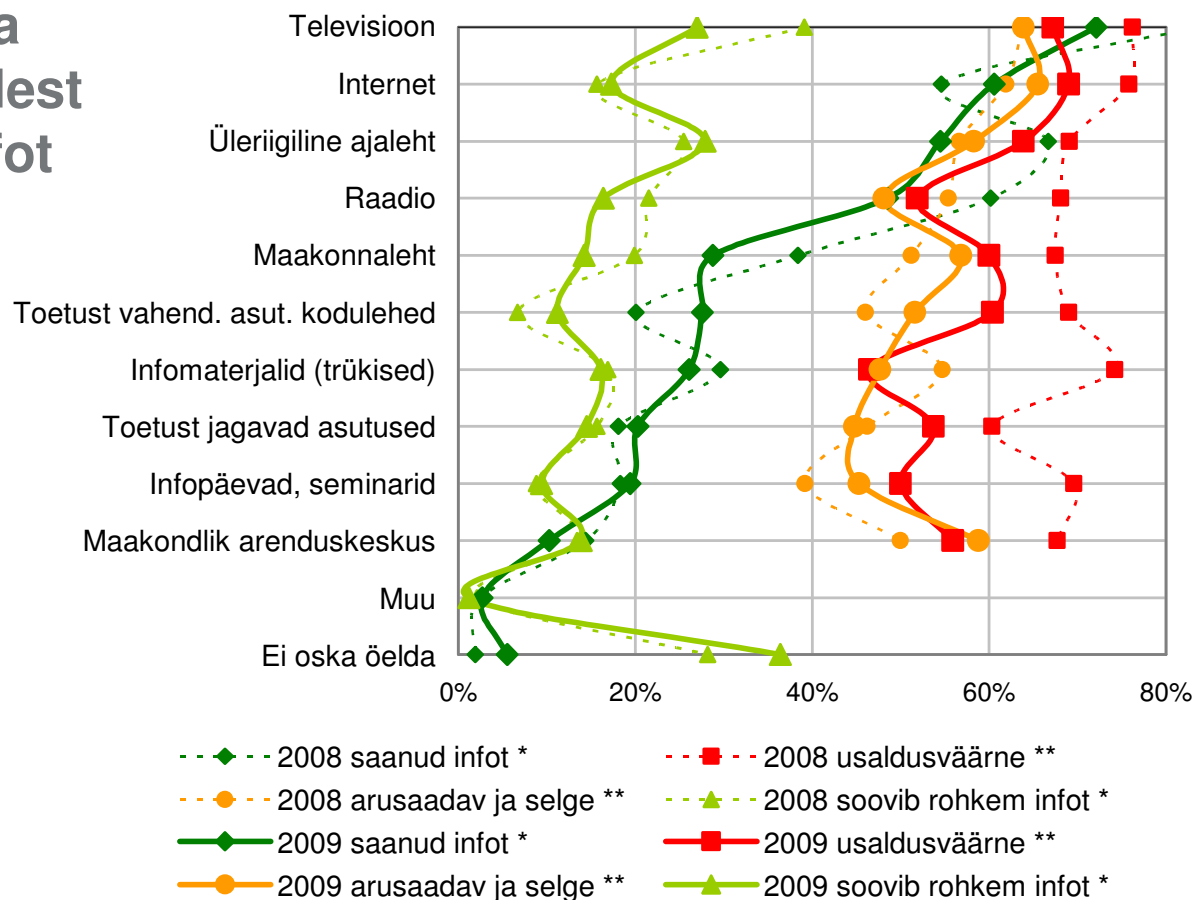 a
lest
fot
Televisioon
Internet
Üleriigiline ajaleht
Raadio
Maakonnaleht
Toetust vahend. asut. kodulehed
Infomaterjalid (trükised)
Toetust jagavad asutused
Infopäevad, seminarid
Maakondlik arenduskeskus
Muu
Ei oska öelda
0% 20% 40% 60% 80%
2008 saanud infot * 2008 usaldusväärne **
2008 arusaadav ja selge ** 2008 soovib rohkem infot *
2009 saanud infot * 2009 usaldusväärne **
2009 arusaadav ja selge ** 2009 soovib rohkem infot *